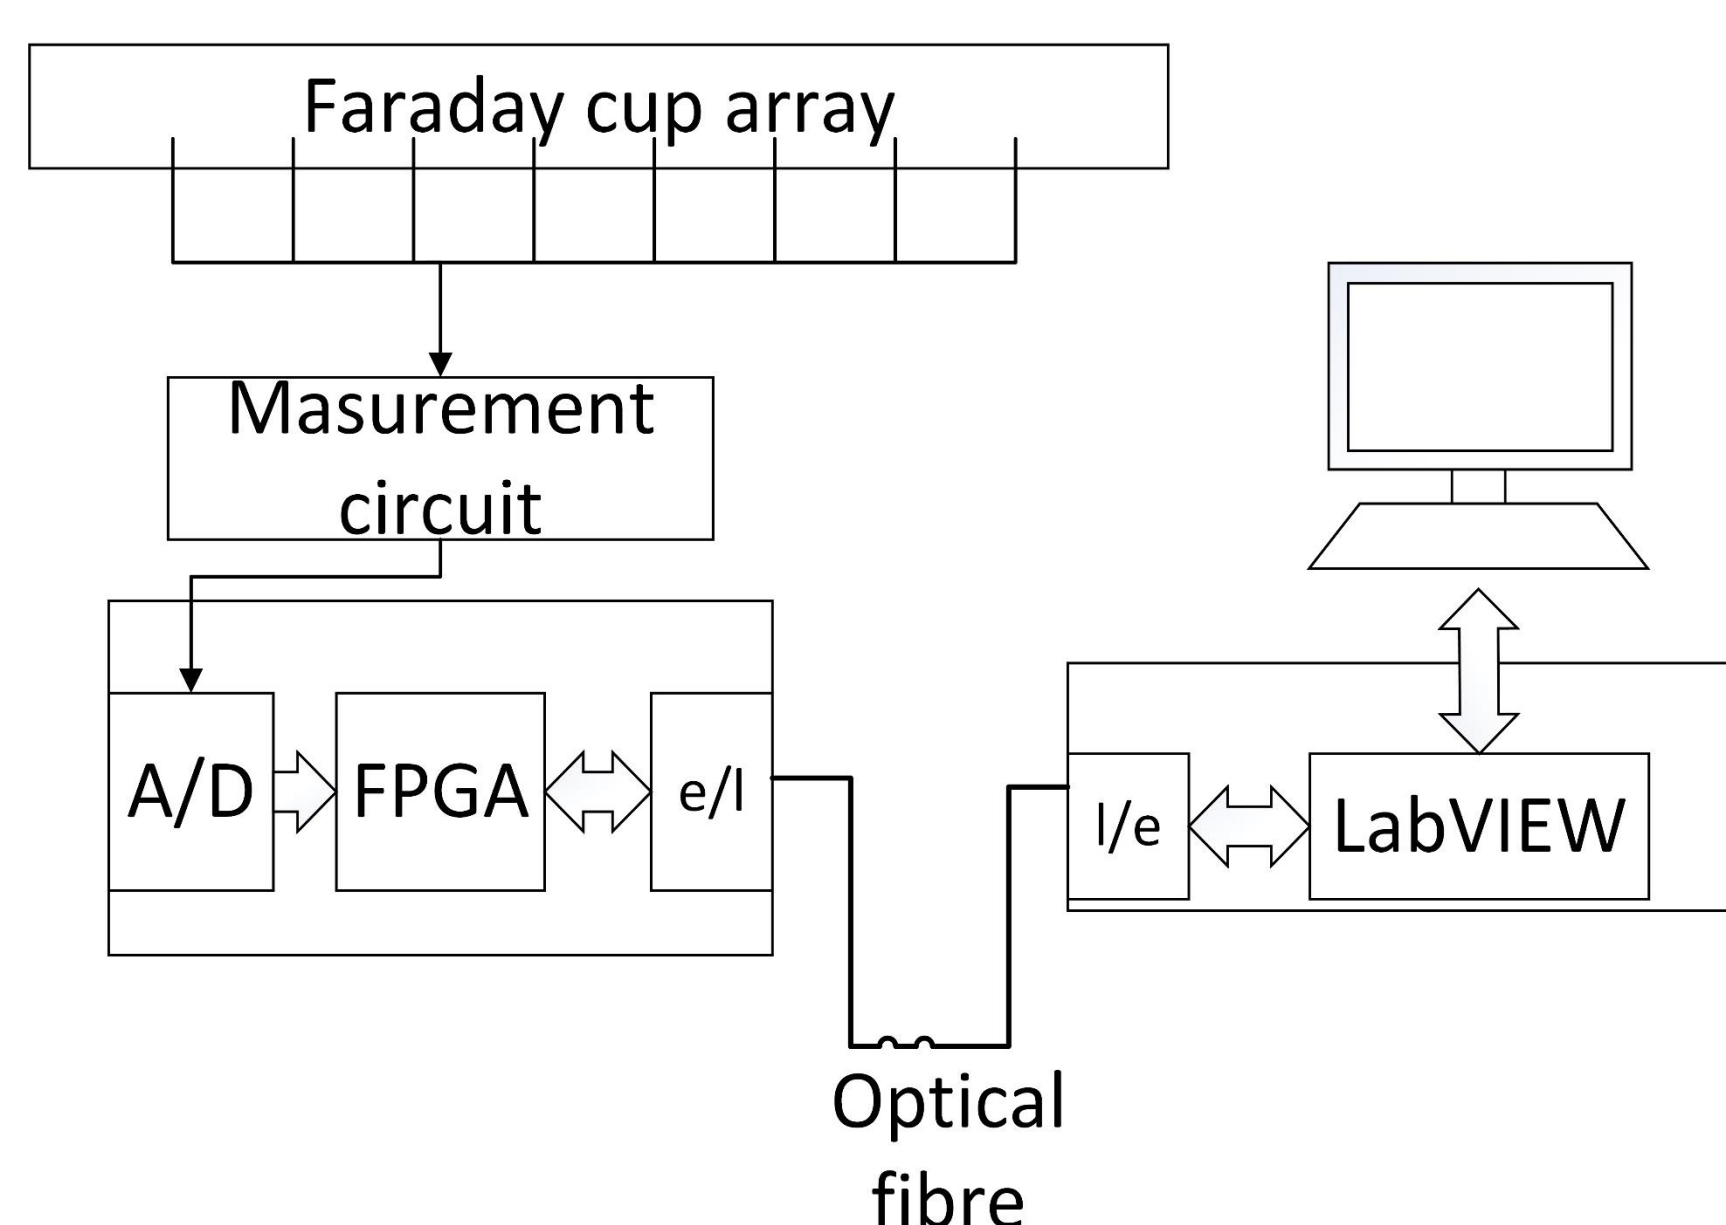 Faraday cup array
Masurement
circuit
A/D
FPGA
e/l
l/e
LabVIEW
Optical
fibre